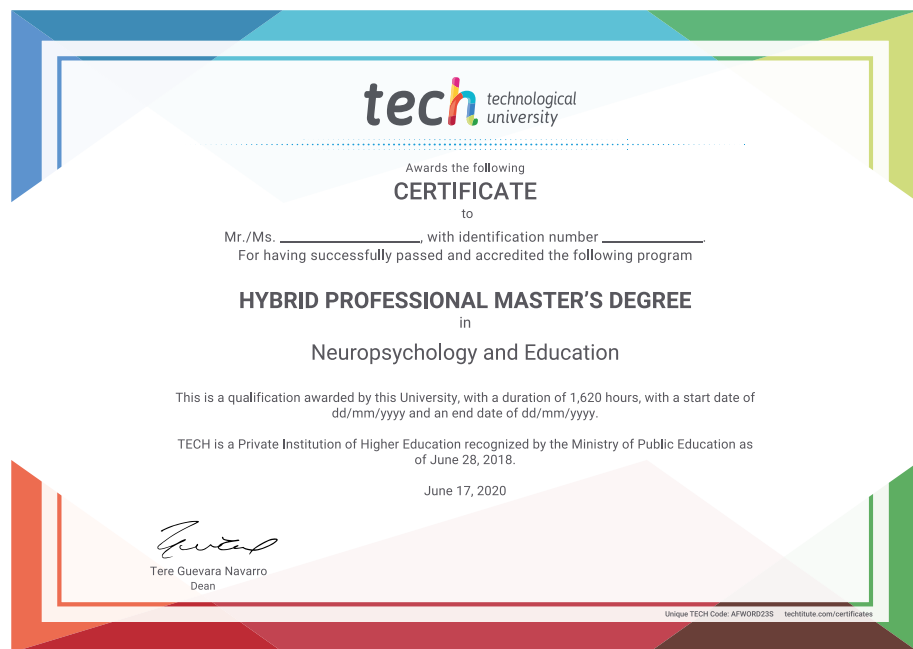 tech technological
university
Awards the following
CERTIFICATE
to
Mr./Ms. ____________________, with identification number ______________.
For having successfully passed and accredited the following program
HYBRID PROFESSIONAL MASTER’S DEGREE
in
Neuropsychology and Education
This is a qualification awarded by this University, with a duration of 1,620 hours, with a start date of
dd/mm/yyyy and an end date of dd/mm/yyyy.
TECH is a Private Institution of Higher Education recognized by the Ministry of Public Education as
of June 28, 2018.
June 17, 2020
Tere Guevara Navarro
Dean
Unique TECH Code: AFWORD23S techtitute.com/certificates